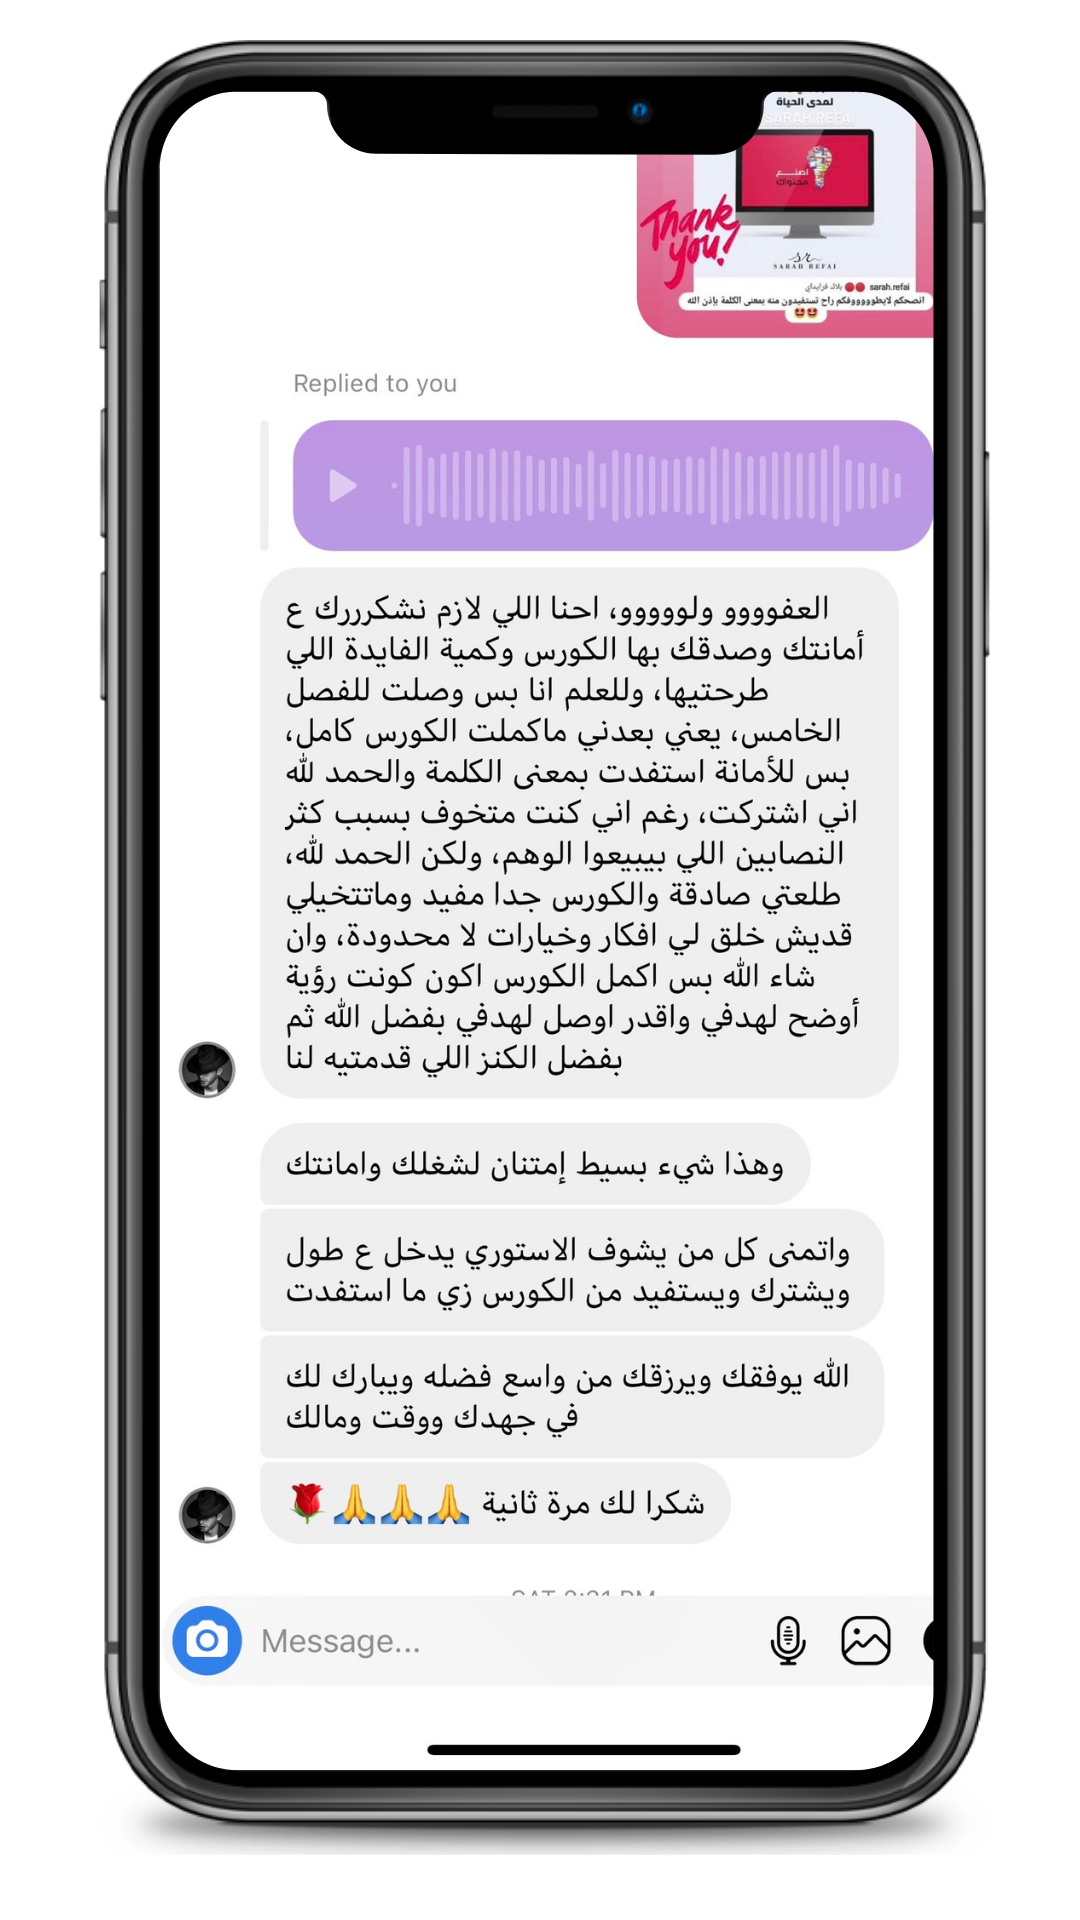 لمدى الحياة
SARAH.REFAI
اصنع
محتواك
Thank
you!
sr
SARAH REFAI
sarah.refai 🔴🔴 بلاك فرايداي
انصحكم لايطوووووفكم راح تستفيدون منه بمعنى الكلمة بإذن الله
🤩🤩
Replied to you
العفوووو ولووووو، احنا اللي لازم نشكرررك ع
أمانتك وصدقك بها الكورس وكمية الفايدة اللي
طرحتيها، وللعلم انا بس وصلت للفصل
الخامس، يعني بعدني ماكملت الكورس كامل،
بس للأمانة استفدت بمعنى الكلمة والحمد لله
اني اشتركت، رغم اني كنت متخوف بسبب كثر
النصابين اللي بيبيعوا الوهم، ولكن الحمد لله،
طلعتي صادقة والكورس جدا مفيد وماتتخيلي
قديش خلق لي افكار وخيارات لا محدودة، وان
شاء الله بس اكمل الكورس اكون كونت رؤية
أوضح لهدفي واقدر اوصل لهدفي بفضل الله ثم
بفضل الكنز اللي قدمتيه لنا
وهذا شيء بسيط إمتنان لشغلك وامانتك
واتمنى كل من يشوف الاستوري يدخل ع طول
ويشترك ويستفيد من الكورس زي ما استفدت
الله يوفقك ويرزقك من واسع فضله ويبارك لك
في جهدك ووقت ومالك
شكرا لك مرة ثانية 🙏🙏🙏🌹
Message...